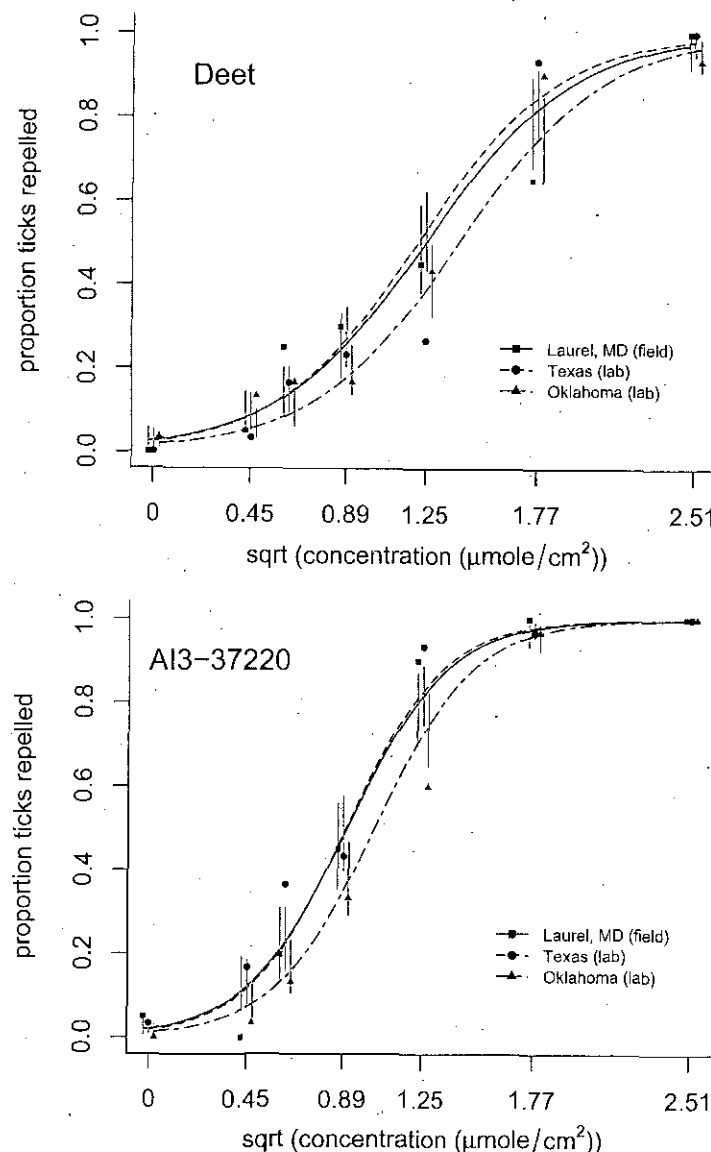 Deet
proportion ticks repelled
1.0
0.8
0.6
0.4
0.2
0.0
Laurel, MD (field)
Texas (lab)
Oklahoma (lab)
0 0.45 0.89 1.25 1.77 2.51
sqrt (concentration (μmole/cm²))
AI3-37220
proportion ticks repelled
1.0
0.8
0.6
0.4
0.2
0.0
Laurel, MD (field)
Texas (lab)
Oklahoma (lab)
0 0.45 0.89 1.25 1.77 2.51
sqrt (concentration (μmole/cm²))